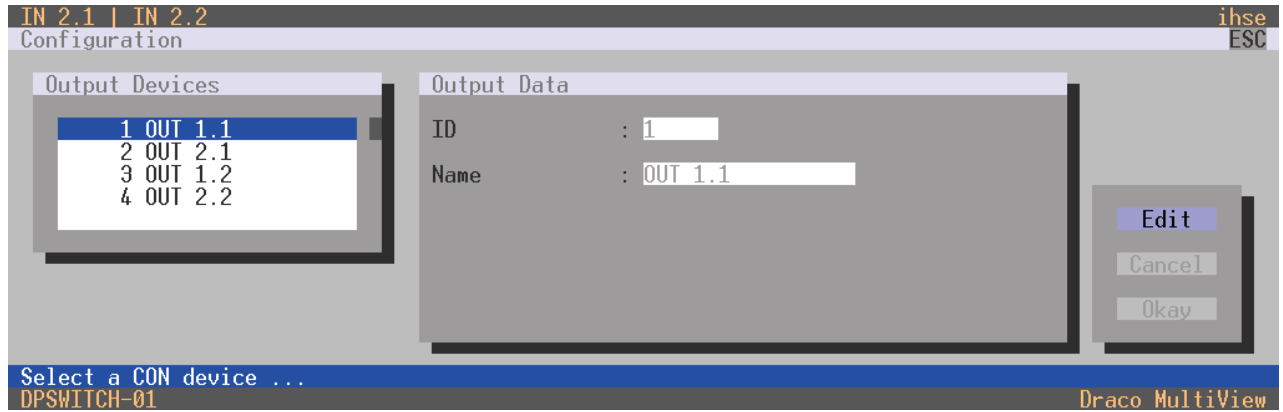 IN 2.1 | IN 2.2 ihse
Configuration ESC
Output Devices
1 OUT 1.1
2 OUT 2.1
3 OUT 1.2
4 OUT 2.2
Output Data
ID : 1
Name : OUT 1.1
Edit
Cancel
Okay
Select a CON device ...
DPSWITCH-01 Draco MultiView